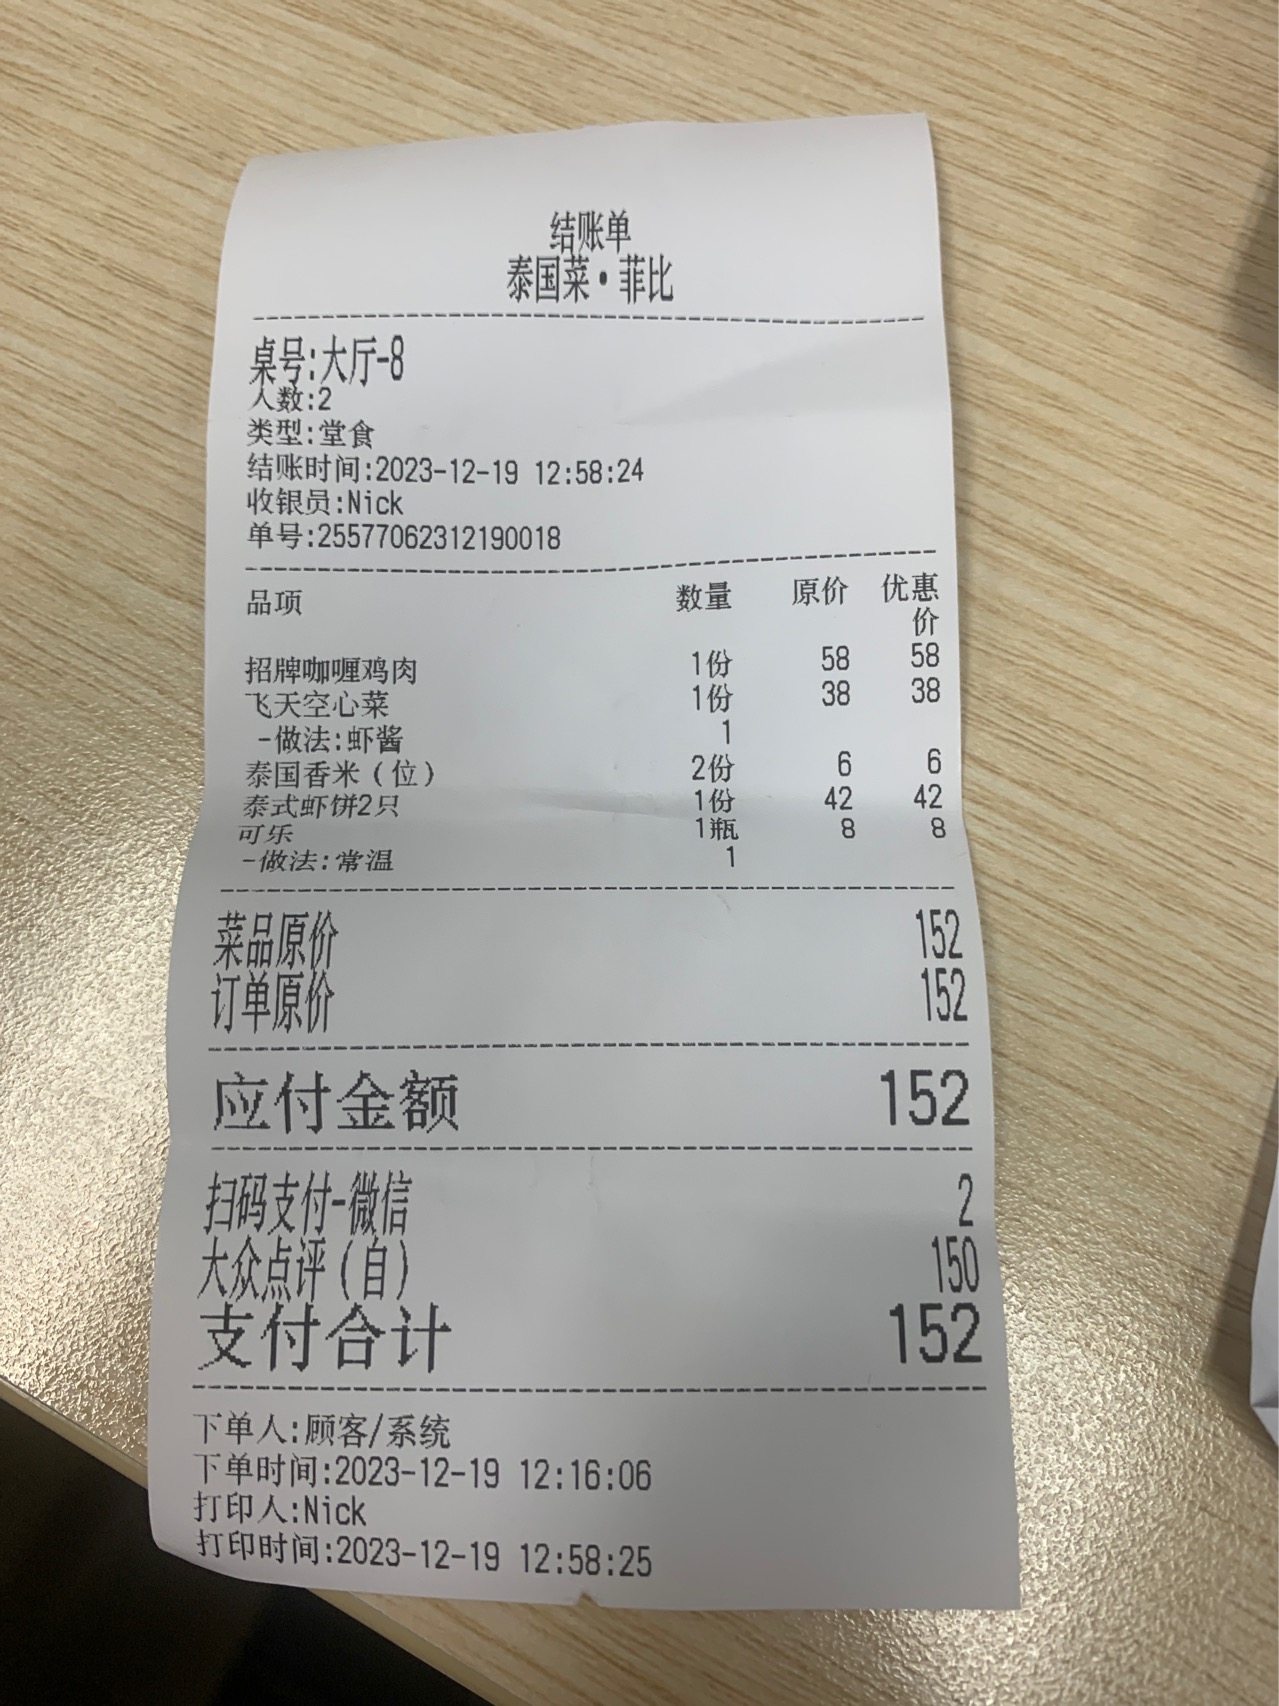 结账单
泰国菜·菲比
桌号:大厅-8
人数:2
类型:堂食
结账时间:2023-12-19 12:58:24
收银员:Nick
单号:25577062312190018
品项 数量 原价 优惠价
招牌咖喱鸡肉 1份 58 58
飞天空心菜 1份 38 38
-做法:虾酱 1
泰国香米(位) 2份 6 6
泰式虾饼2只 1份 42 42
可乐 1瓶 8 8
-做法:常温 1
菜品原价 152
订单原价 152
应付金额 152
扫码支付-微信 2
大众点评(自) 150
支付合计 152
下单人:顾客/系统
下单时间:2023-12-19 12:16:06
打印人:Nick
打印时间:2023-12-19 12:58:25